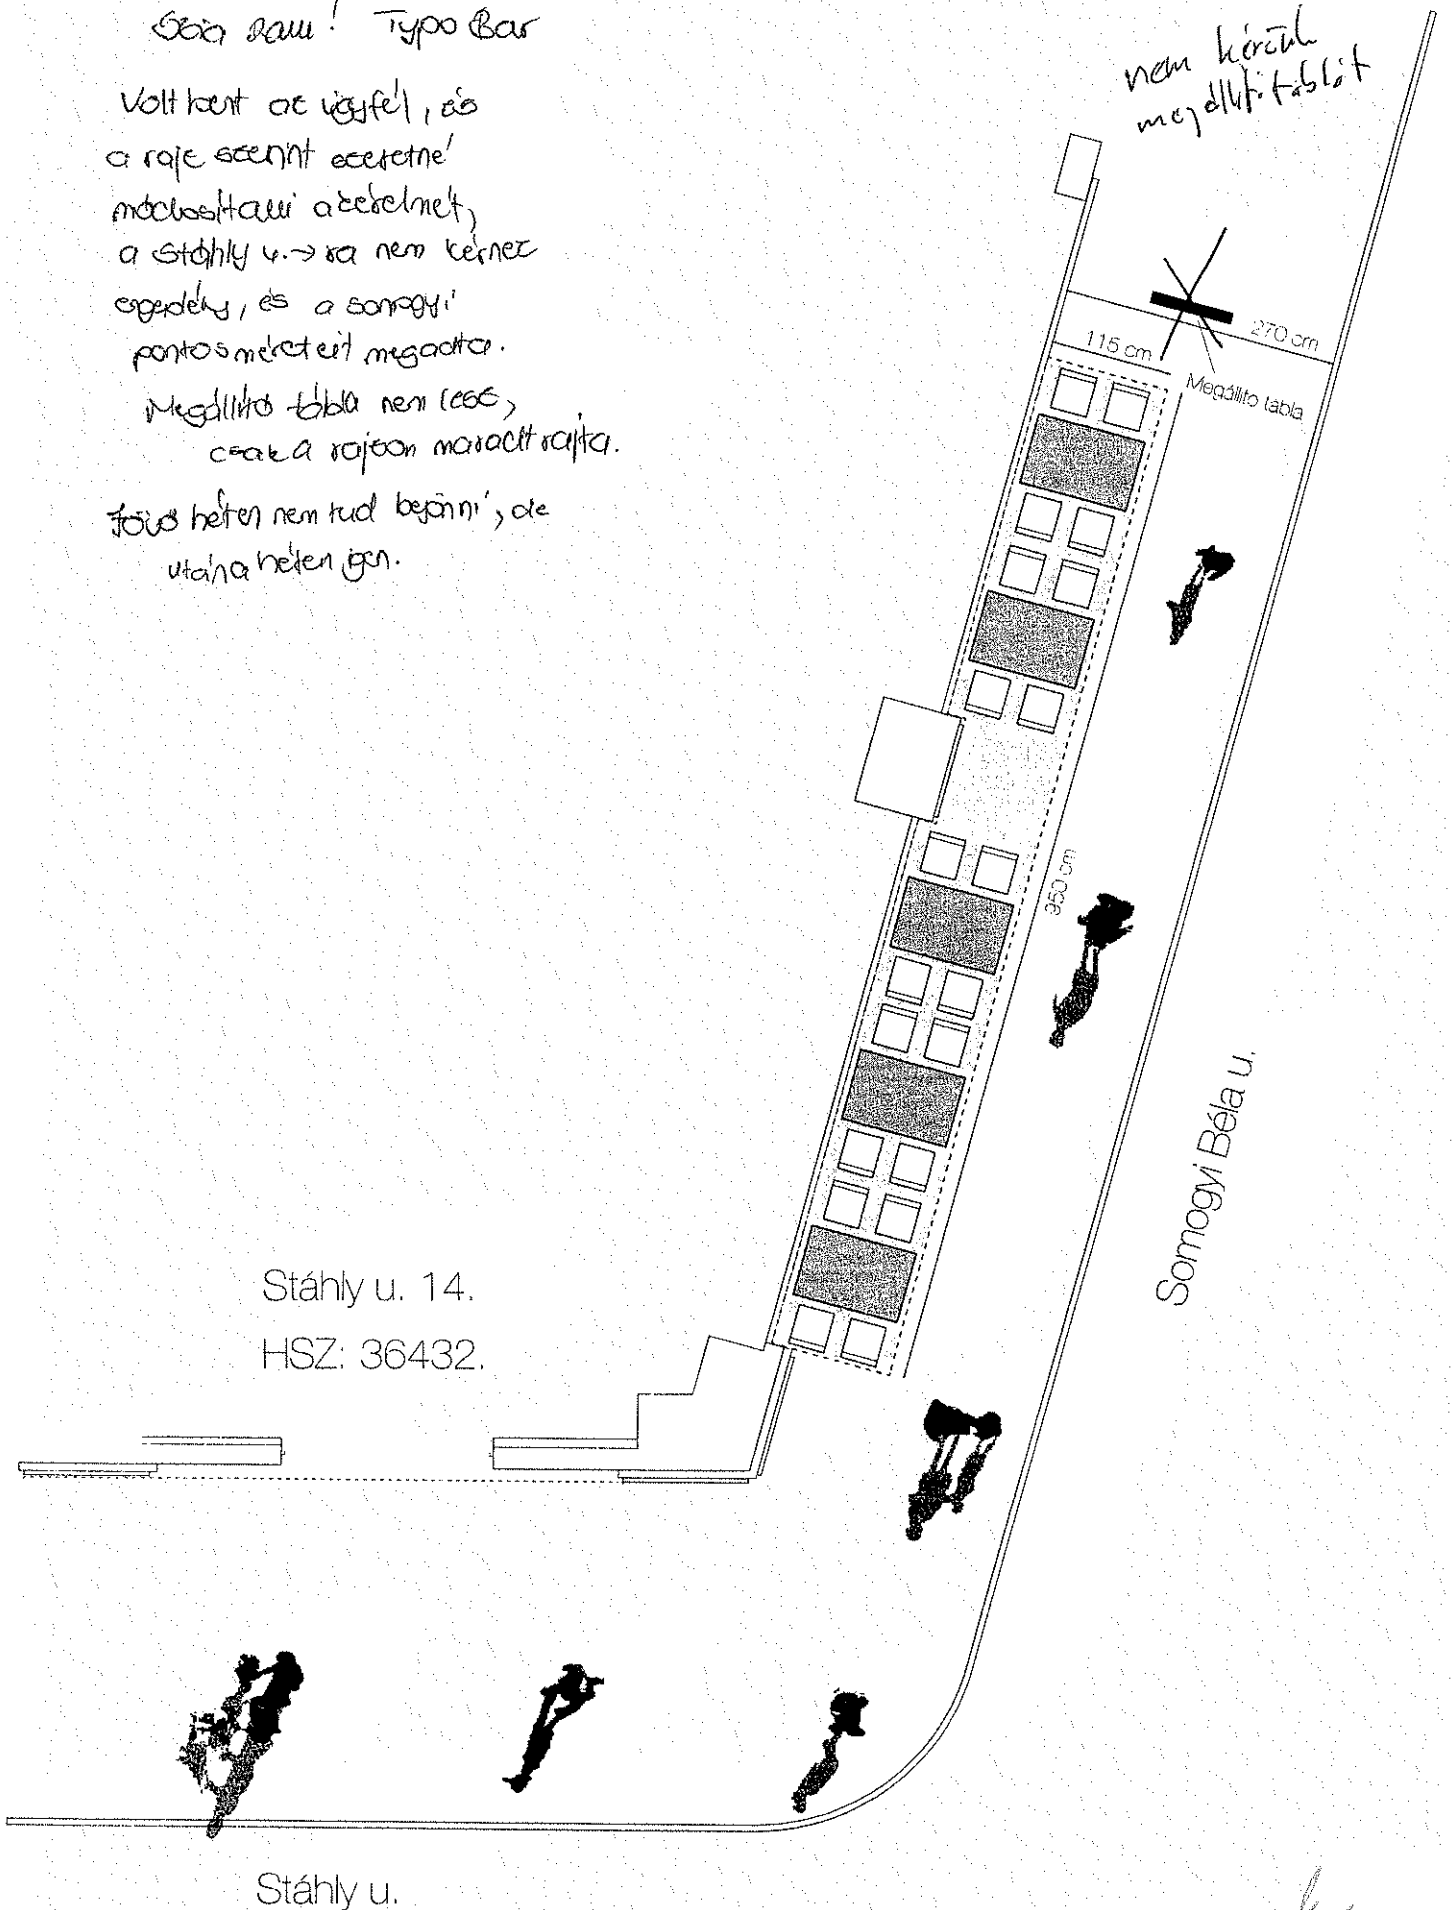 Szia ! Typo Bar
Volt bent az ügyfél, és
a rajz szerint szeretné
módosítani a kérelmét,
a Stáhly u.→ra nem kérnek
engedélyt, és a somogyi
pontos méreteit megadta.
Megállító tábla nem lesz,
csak a rajzon maradt rajta.
Jövő héten nem tud bejönni, de
utána héten igen.
nem kérünk
megállító táblát
270 cm
115 cm
Megállító tábla
950 cm
Somogyi Béla u.
Stáhly u. 14.
HSZ: 36432.
Stáhly u.